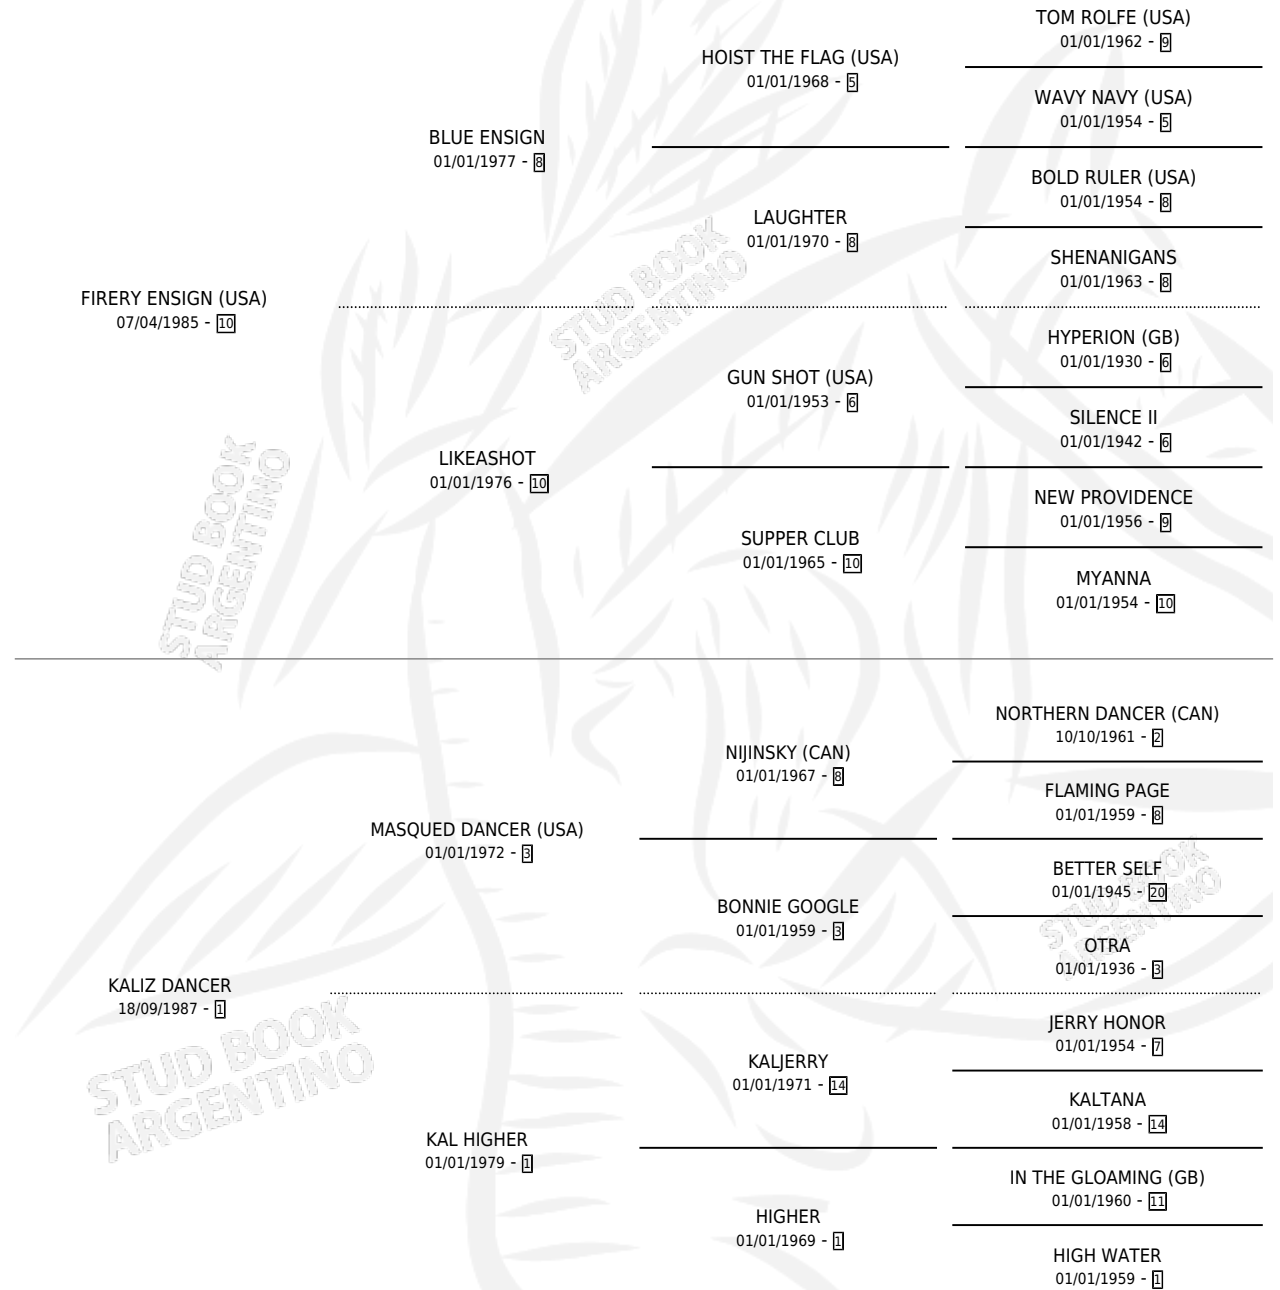 TOM ROLFE (USA)
01/01/1962 - 9
HOIST THE FLAG (USA)
01/01/1968 - 5
WAVY NAVY (USA)
01/01/1954 - 5
BLUE ENSIGN
01/01/1977 - 8
BOLD RULER (USA)
01/01/1954 - 8
LAUGHTER
01/01/1970 - 8
SHENANIGANS
01/01/1963 - 8
FIRERY ENSIGN (USA)
07/04/1985 - 10
HYPERION (GB)
01/01/1930 - 6
GUN SHOT (USA)
01/01/1953 - 6
SILENCE II
01/01/1942 - 6
LIKEASHOT
01/01/1976 - 10
NEW PROVIDENCE
01/01/1956 - 9
SUPPER CLUB
01/01/1965 - 10
MYANNA
01/01/1954 - 10
NORTHERN DANCER (CAN)
10/10/1961 - 2
NIJINSKY (CAN)
01/01/1967 - 8
FLAMING PAGE
01/01/1959 - 8
MASQUED DANCER (USA)
01/01/1972 - 3
BETTER SELF
01/01/1945 - 20
BONNIE GOOGLE
01/01/1959 - 3
OTRA
01/01/1936 - 3
KALIZ DANCER
18/09/1987 - 1
JERRY HONOR
01/01/1954 - 7
KALJERRY
01/01/1971 - 14
KALTANA
01/01/1958 - 14
KAL HIGHER
01/01/1979 - 1
IN THE GLOAMING (GB)
01/01/1960 - 11
HIGHER
01/01/1969 - 1
HIGH WATER
01/01/1959 - 1
STUD BOOK
ARGENTINO
STUD BOOK
ARGENTINO
STUD BOOK
ARGENTINO
STUD BOOK
ARGENTINO